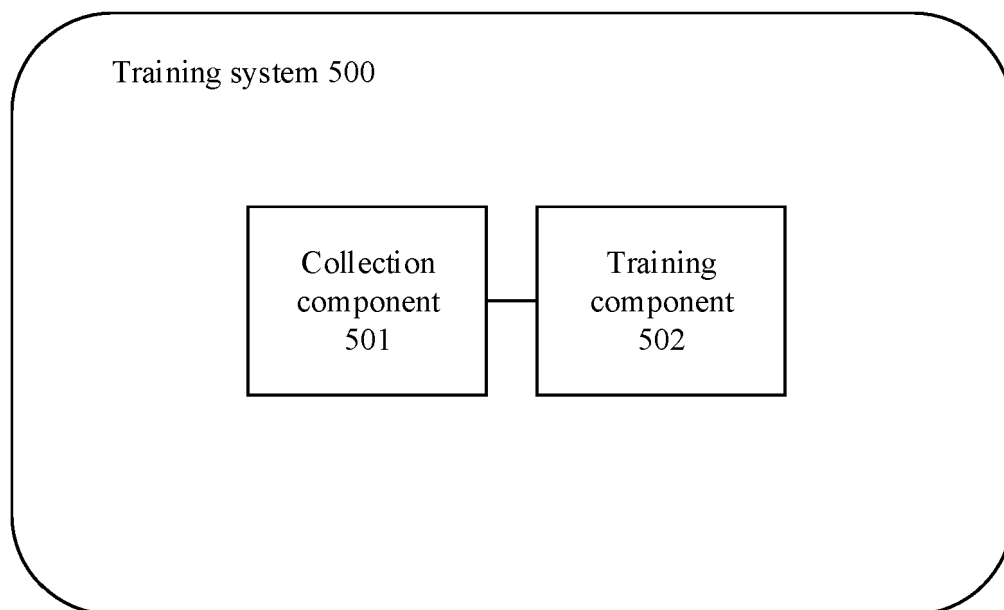 Training system 500
Collection
component
501
Training
component
502